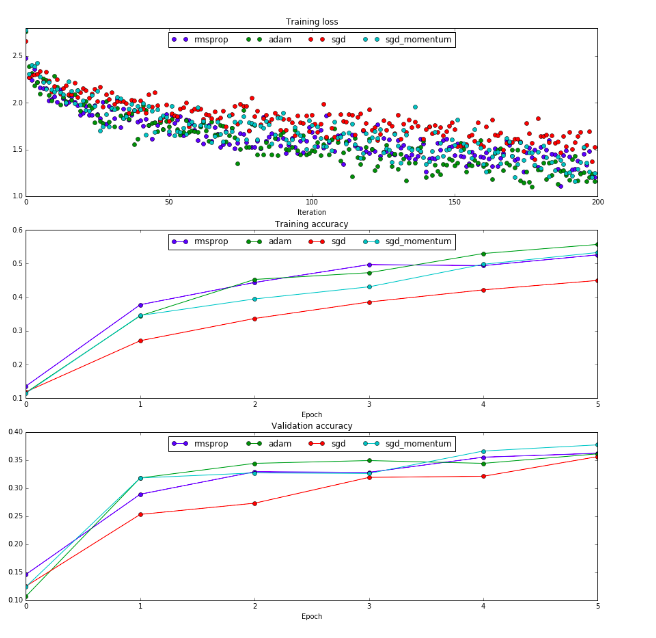 Training loss
rmsprop adam sgd sgd_momentum
2.5
2.0
1.5
1.0
0 50 100 150 200
Iteration
Training accuracy
0.6
rmsprop adam sgd sgd_momentum
0.5
0.4
0.3
0.2
0.1
0 1 2 3 4 5
Epoch
Validation accuracy
0.40
rmsprop adam sgd sgd_momentum
0.35
0.30
0.25
0.20
0.15
0.10
0 1 2 3 4 5
Epoch